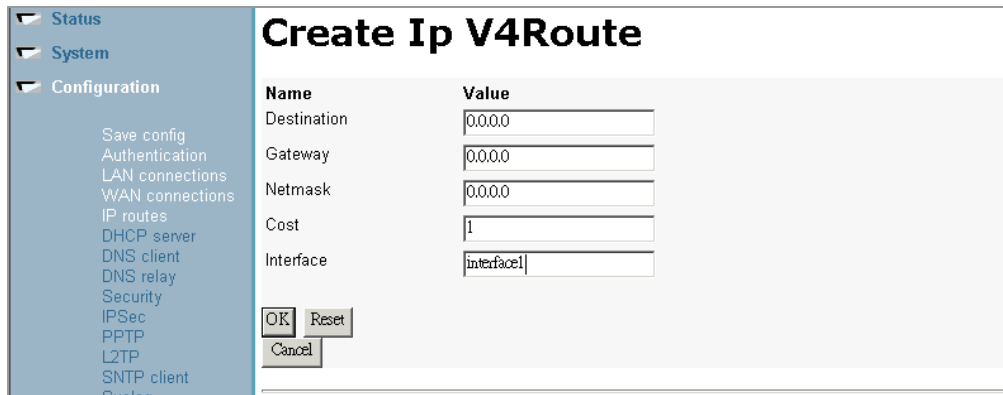 Status
System
Configuration
Save config
Authentication
LAN connections
WAN connections
IP routes
DHCP server
DNS client
DNS relay
Security
IPSec
PPTP
L2TP
SNTP client
Create Ip V4Route
Name Value
Destination 0.0.0.0
Gateway 0.0.0.0
Netmask 0.0.0.0
Cost 1
Interface interface1
OK Reset
Cancel